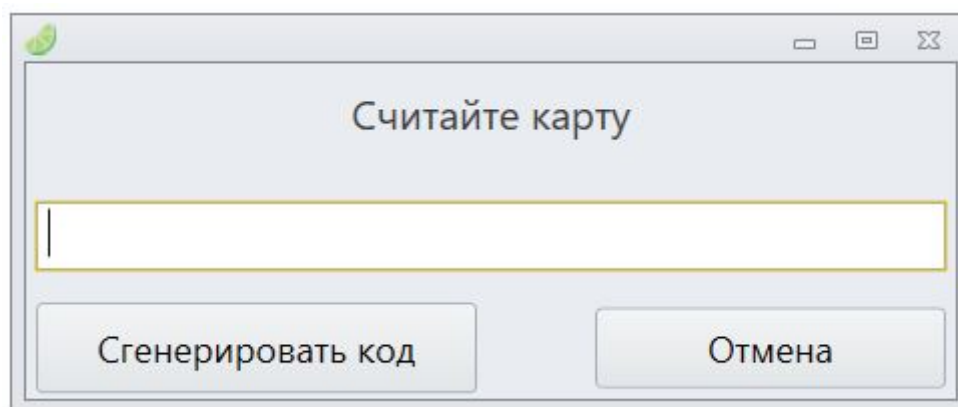 Считайте карту
Сгенерировать код
Отмена